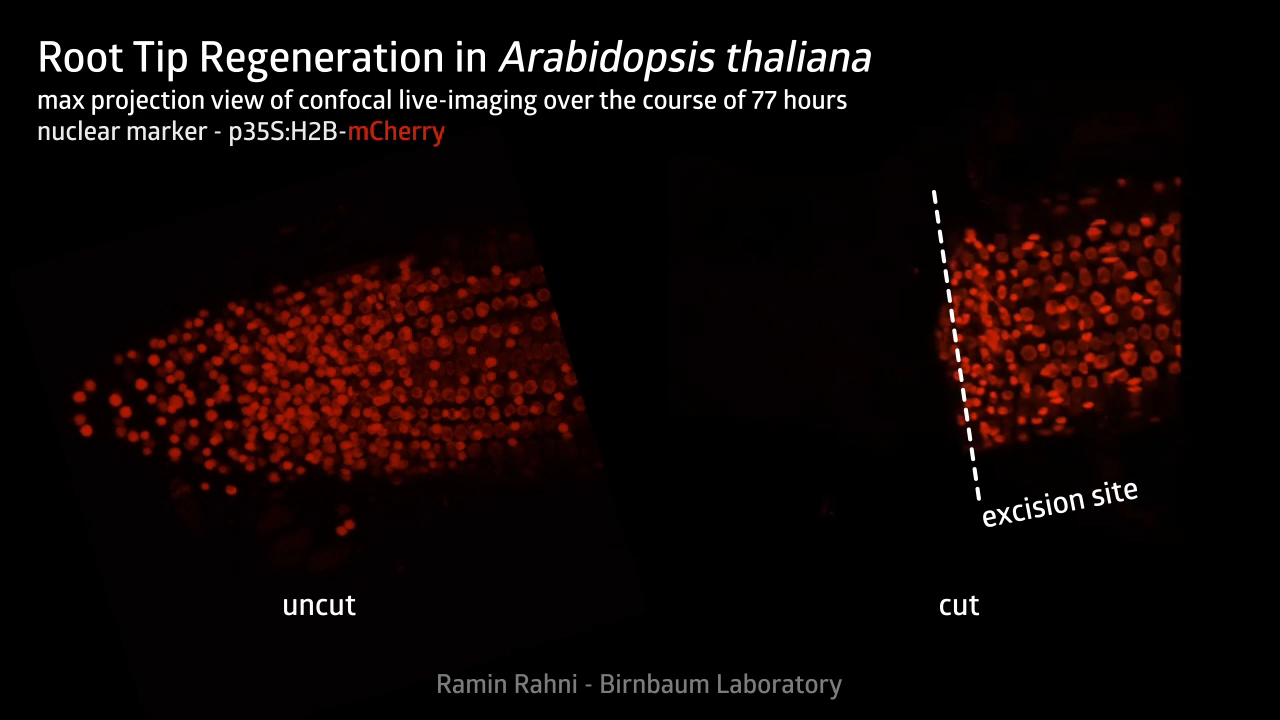 Root Tip Regeneration in Arabidopsis thaliana
max projection view of confocal live-imaging over the course of 77 hours
nuclear marker - p35S:H2B-mCherry
excision site
uncut
cut
Ramin Rahni - Birnbaum Laboratory